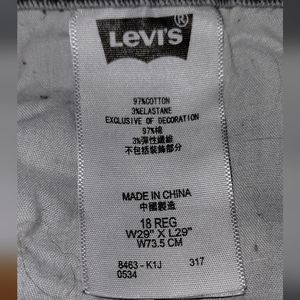 Levi's®
97%COTTON
3%ELASTANE
EXCLUSIVE OF DECORATION
97%棉
3%彈性纖維
不包括裝飾部分
MADE IN CHINA
中國製造
18 REG
W29" X L29"
W73.5 CM
8463-K1J 317
0534